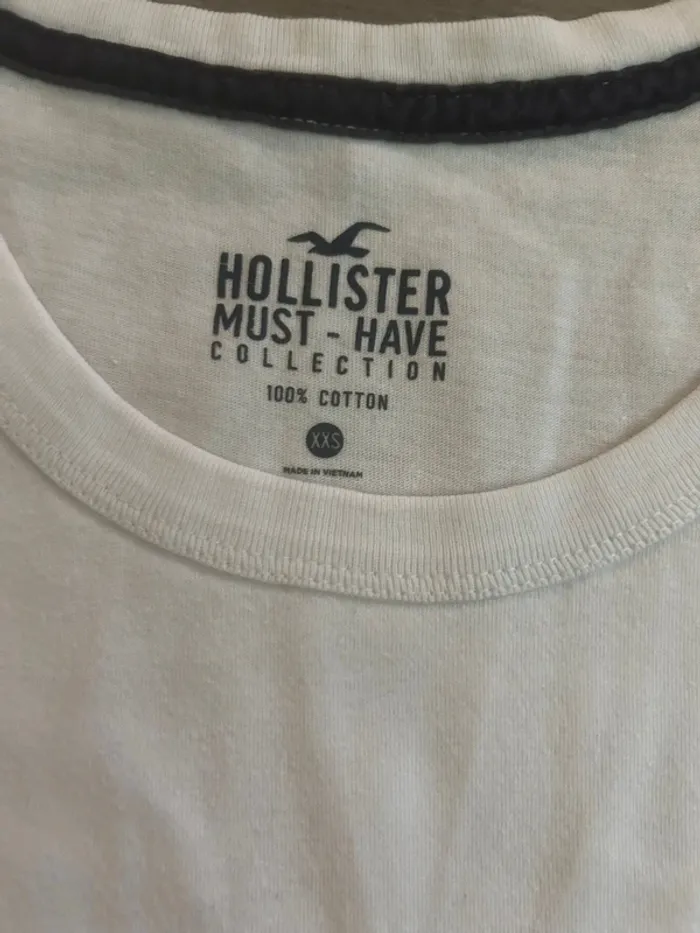 HOLLISTER
MUST - HAVE
COLLECTION
100% COTTON
XXS
MADE IN VIETNAM